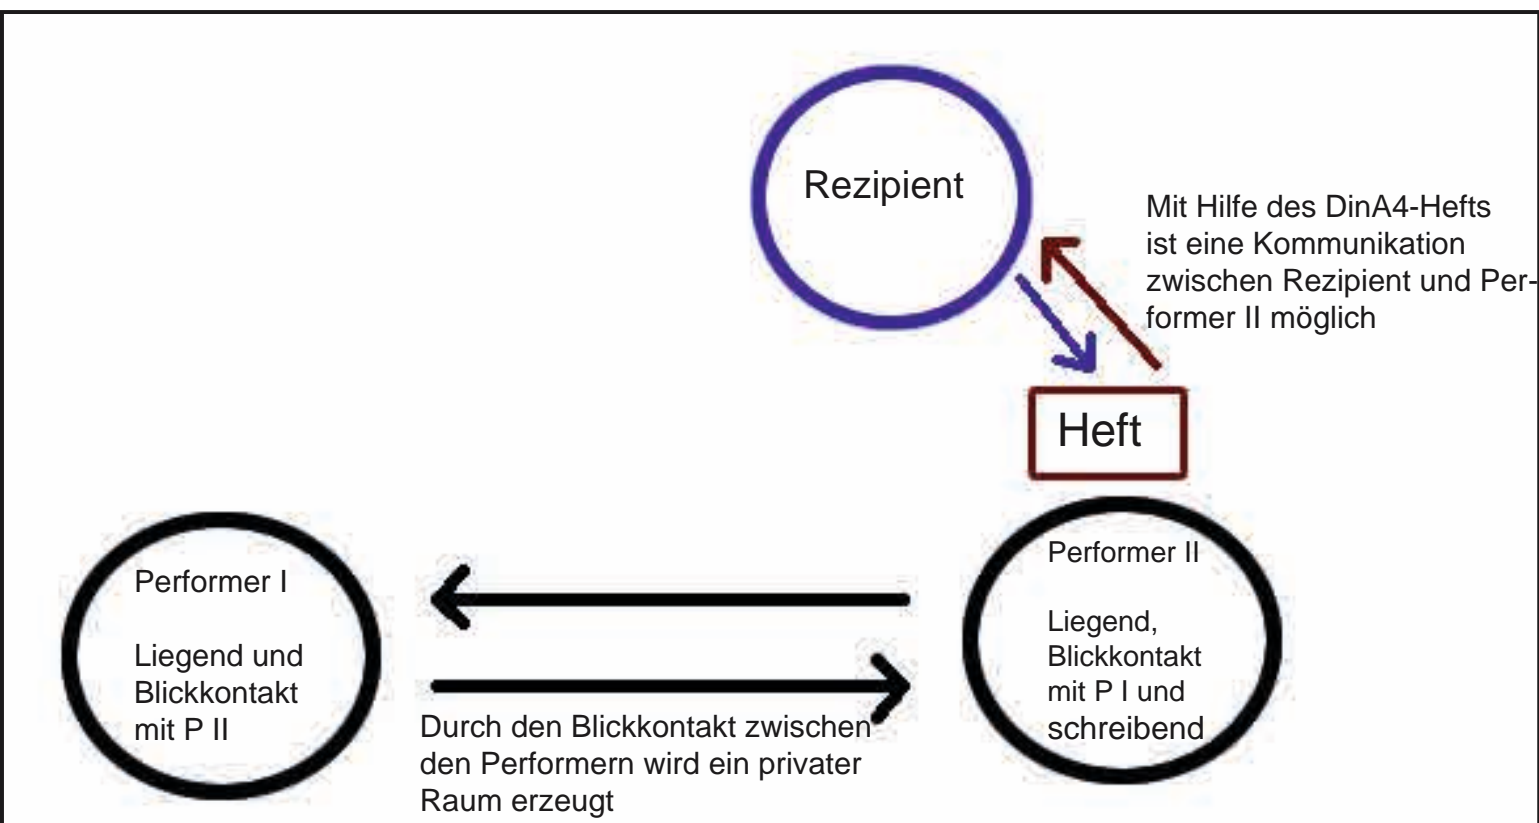 Rezipient
Mit Hilfe des DinA4-Hefts
ist eine Kommunikation
zwischen Rezipient und Per-
former II möglich
Heft
Performer I
Liegend und
Blickkontakt
mit P II
Durch den Blickkontakt zwischen
den Performern wird ein privater
Raum erzeugt
Performer II
Liegend,
Blickkontakt
mit P I und
schreibend